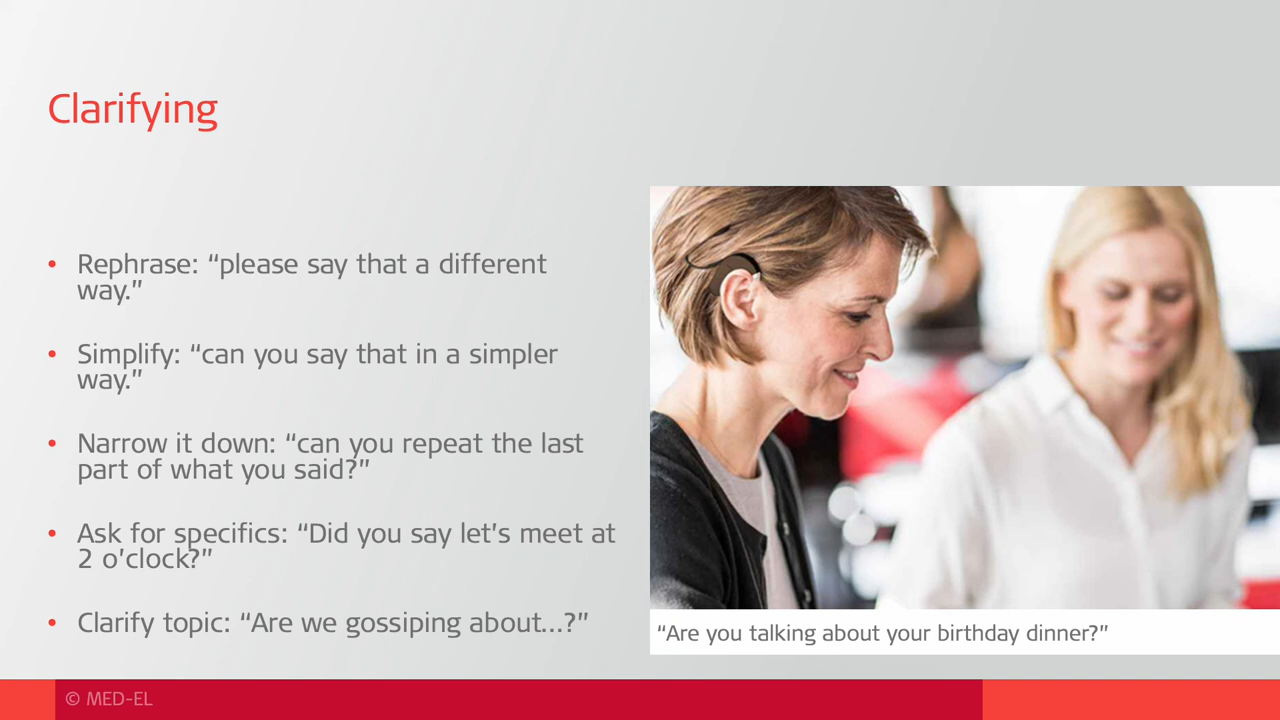 Clarifying
• Rephrase: “please say that a different
way.”
• Simplify: “can you say that in a simpler
way.”
• Narrow it down: “can you repeat the last
part of what you said?”
• Ask for specifics: “Did you say let’s meet at
2 o’clock?”
• Clarify topic: “Are we gossiping about…?”
“Are you talking about your birthday dinner?”
© MED-EL